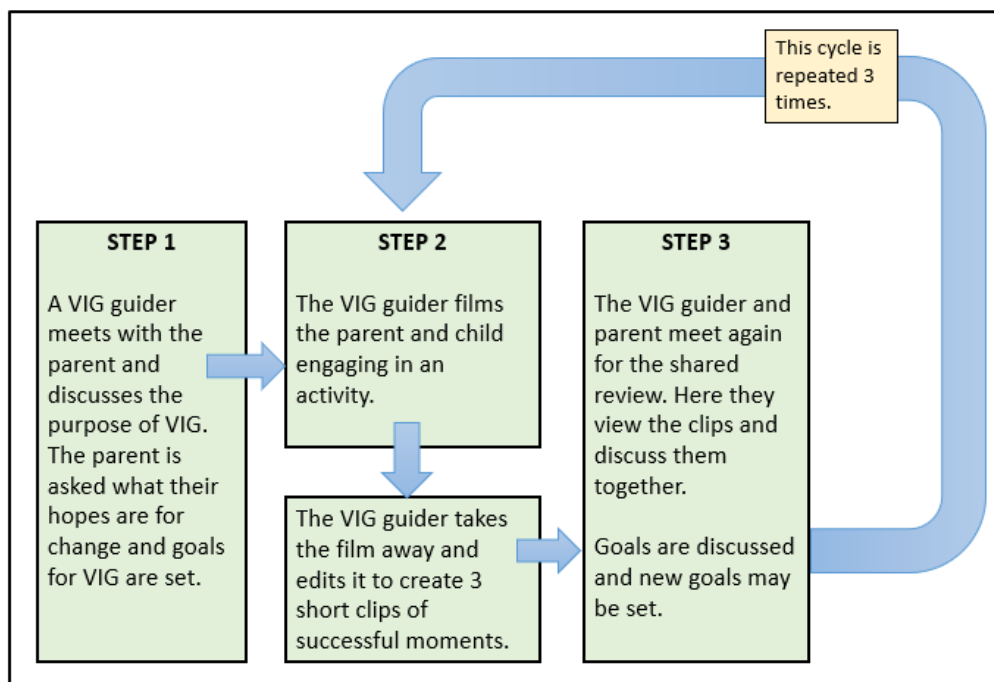 This cycle is
repeated 3
times.
STEP 1
A VIG guider
meets with the
parent and
discusses the
purpose of VIG.
The parent is
asked what their
hopes are for
change and goals
for VIG are set.
STEP 2
The VIG guider films
the parent and child
engaging in an
activity.
The VIG guider takes
the film away and
edits it to create 3
short clips of
successful moments.
STEP 3
The VIG guider and
parent meet again
for the shared
review. Here they
view the clips and
discuss them
together.
Goals are discussed
and new goals may
be set.